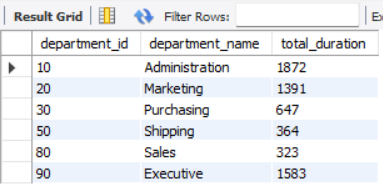 Result Grid Filter Rows: E
department_id department_name total_duration
10 Administration 1872
20 Marketing 1391
30 Purchasing 647
50 Shipping 364
80 Sales 323
90 Executive 1583